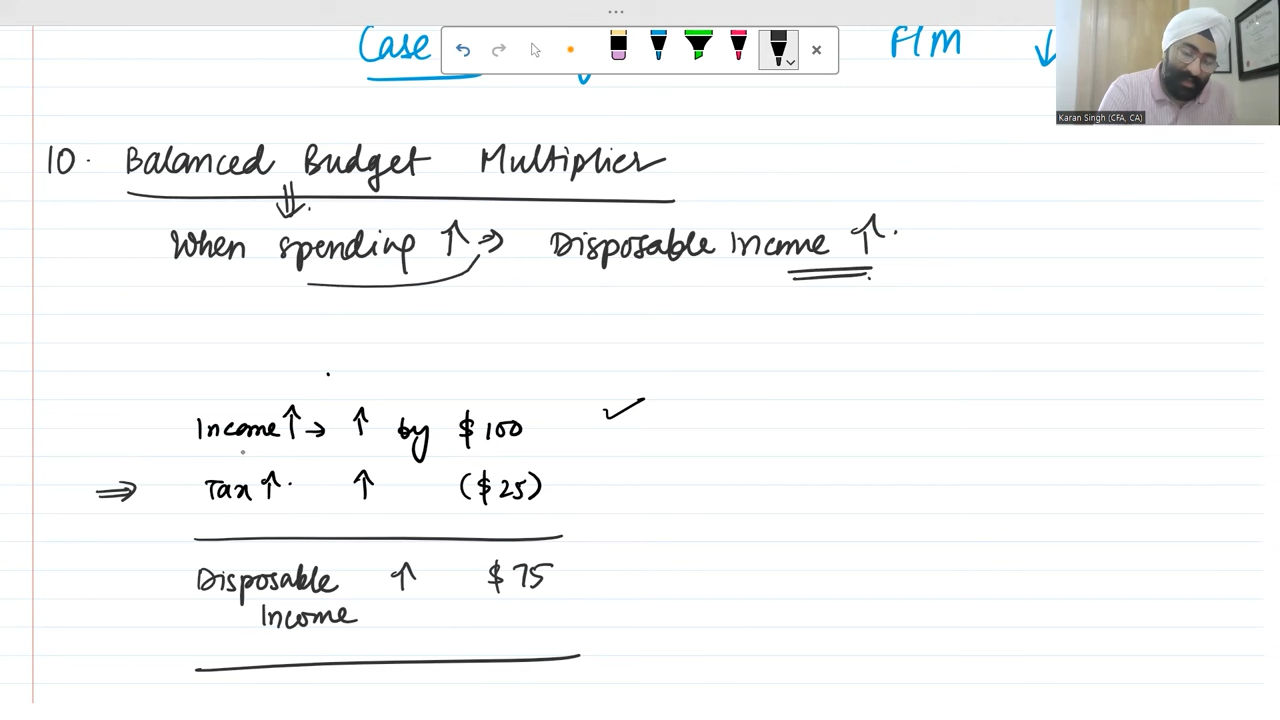 Case FM ↓
Karan Singh (CFA, CA)
10. Balanced Budget Multiplier
⇓
When spending ↑ ⇒ Disposable Income ↑.
Income ↑ → ↑ by $ 100 ✓
⇒ Tax ↑. ↑ ($ 25)
Disposable ↑ $ 75
Income